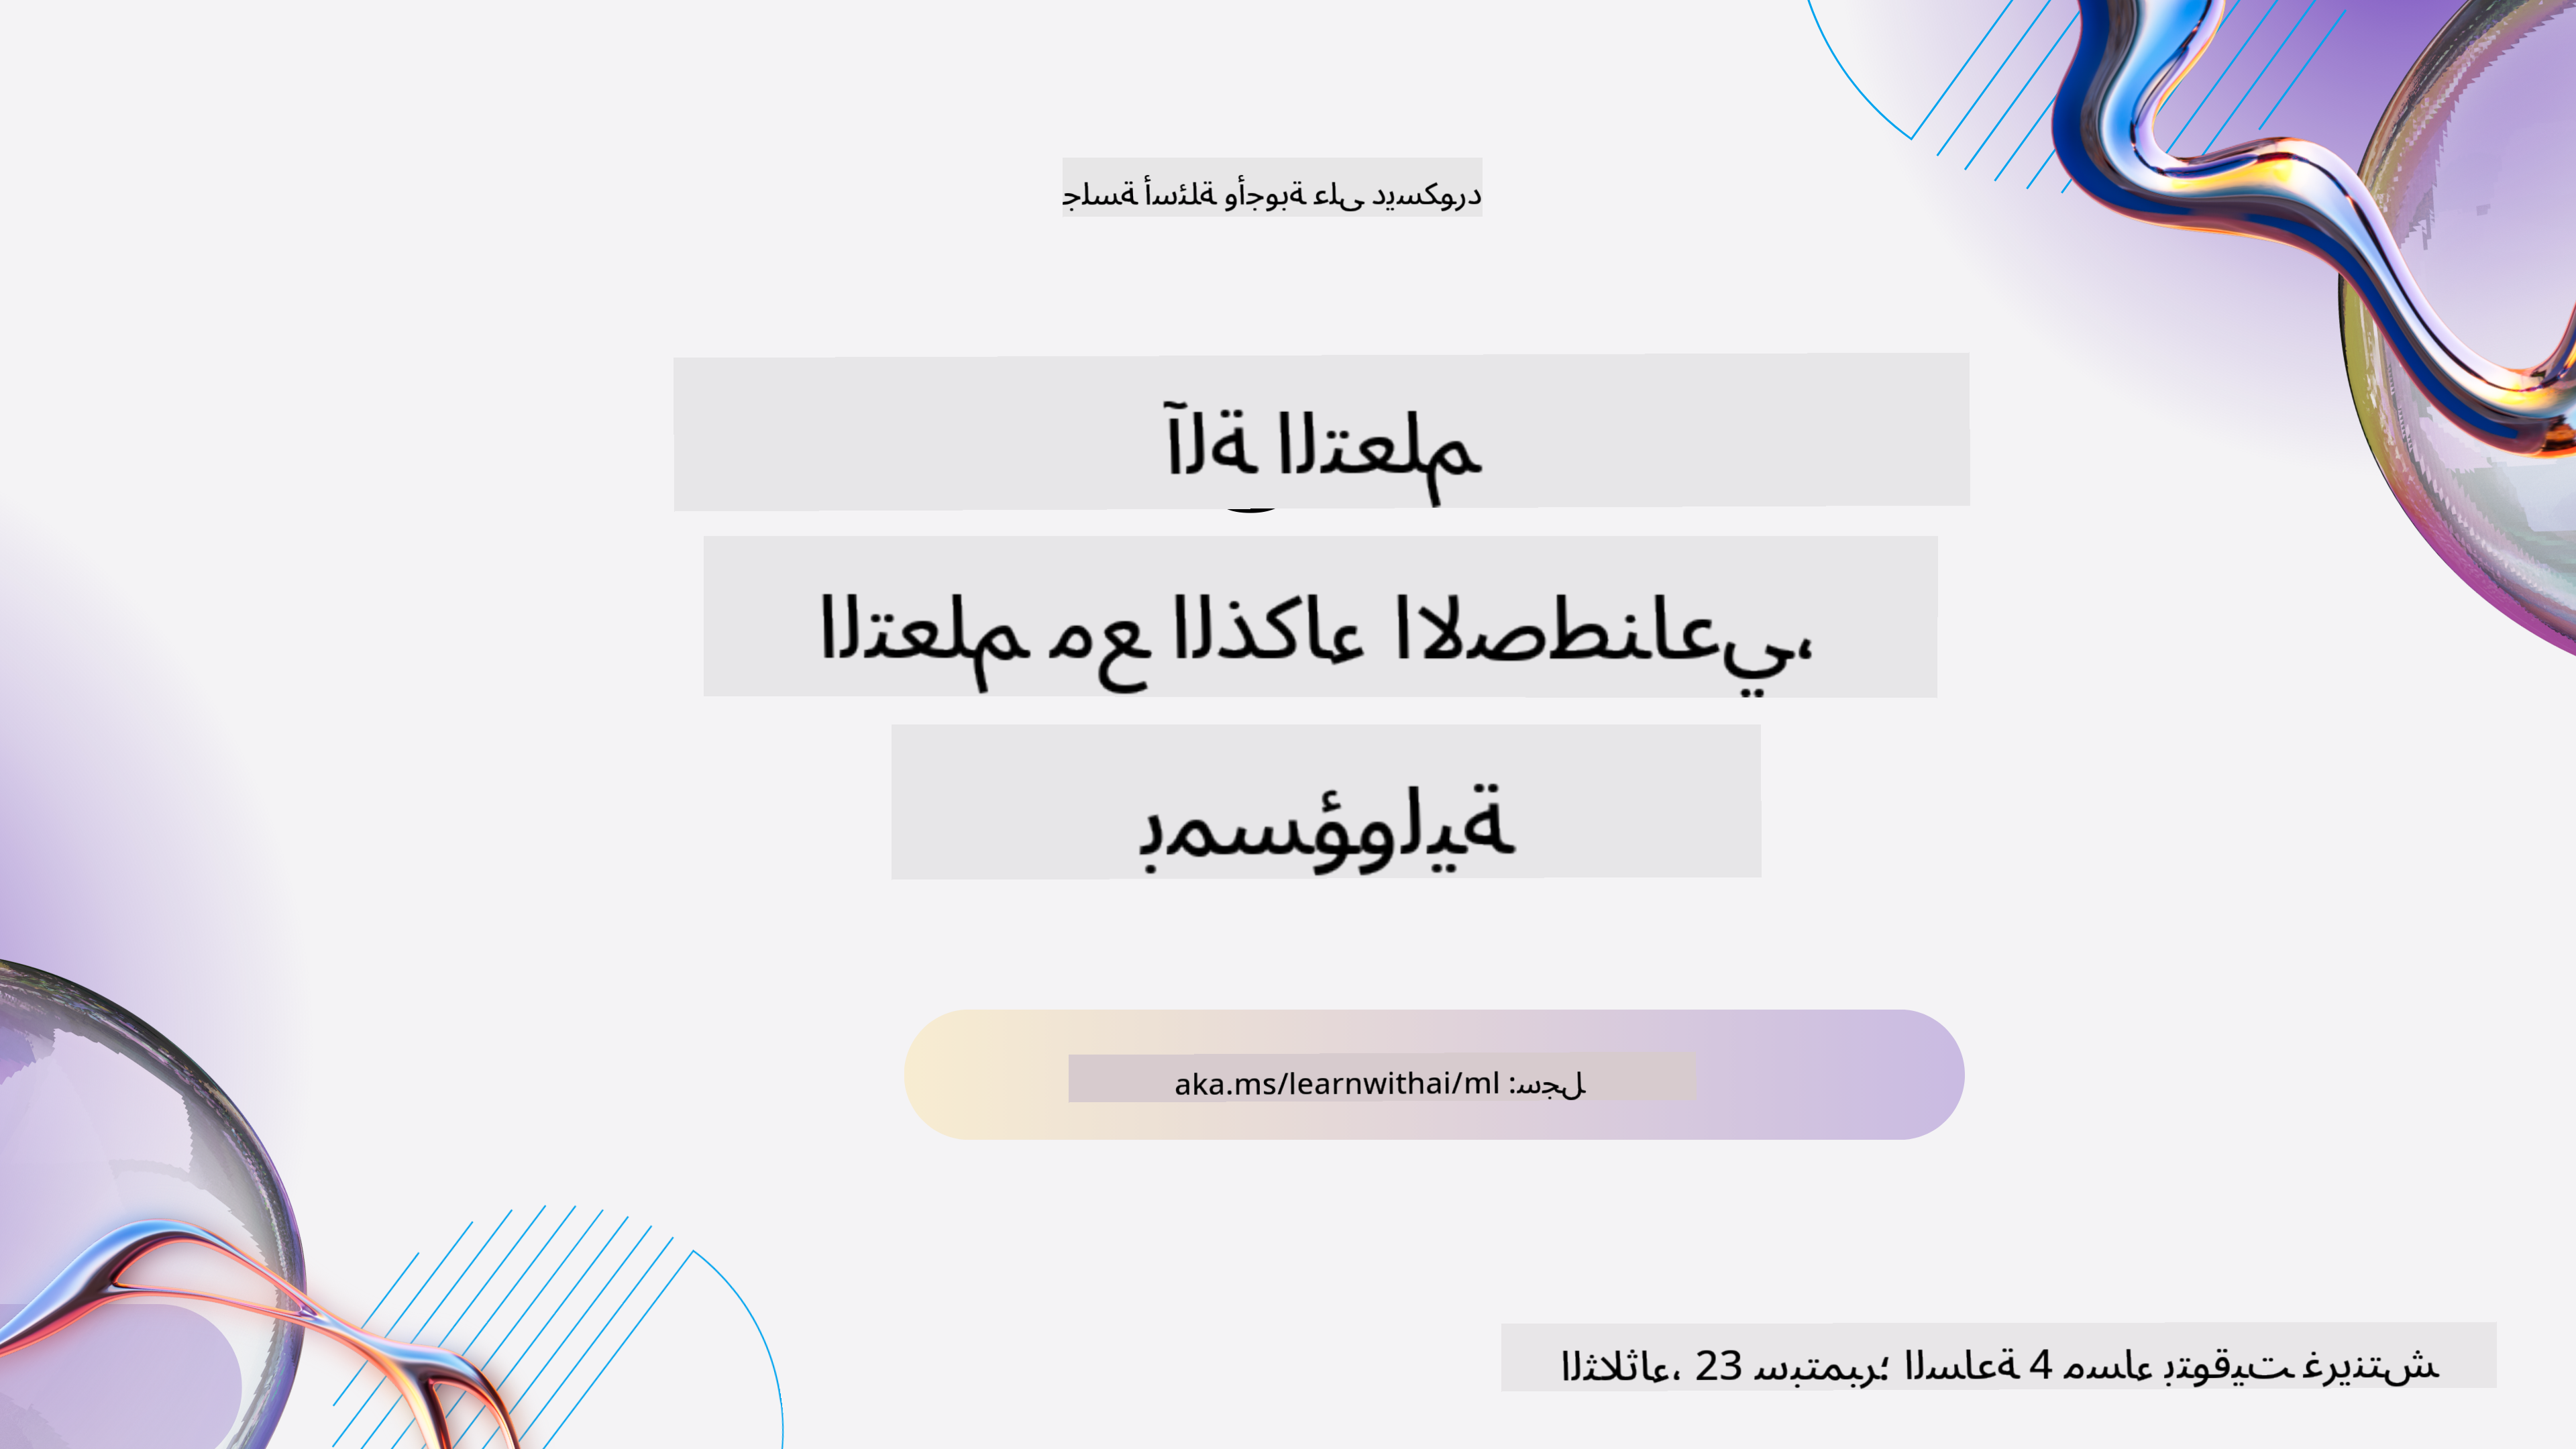 جلسة أسئلة وأجوبة على ديسكورد
آلة التعلم
التعلم مع الذكاء الاصطناعي،
بمسؤولية
سجل: aka.ms/learnwithai/ml
الثلاثاء، 23 سبتمبر؛ الساعة 4 مساء بتوقيت غرينتش